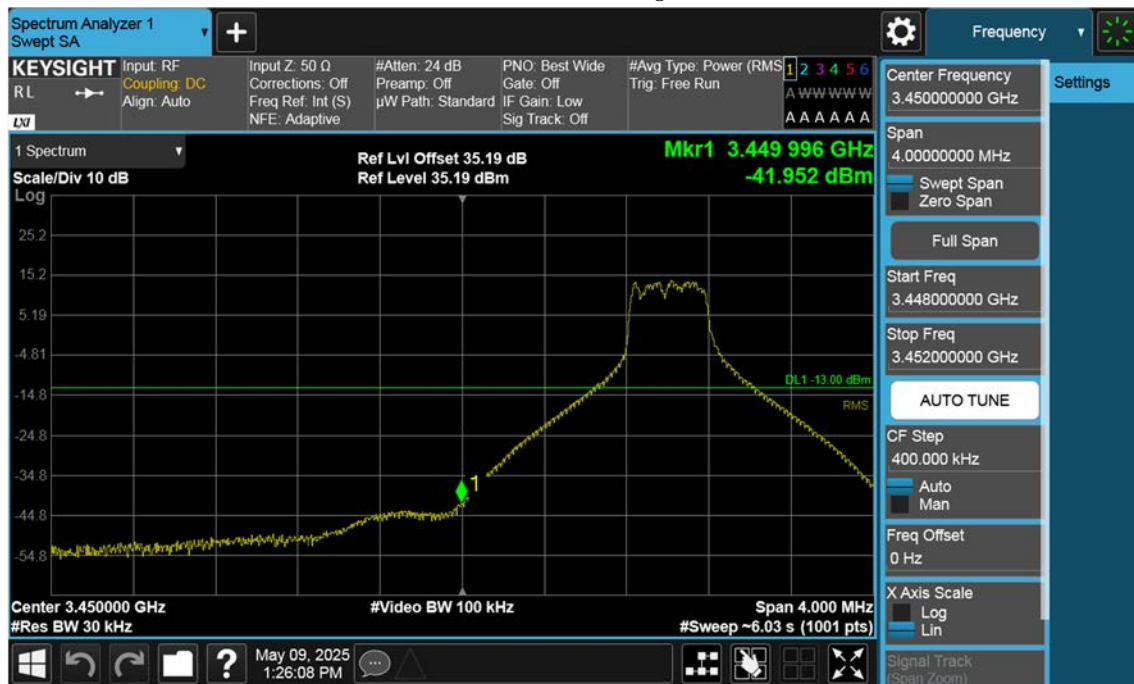 Spectrum Analyzer 1
Swept SA
Frequency
KEYSIGHT
RL
LXI
Input: RF
Coupling: DC
Align: Auto
Input Z: 50 Ω
Corrections: Off
Freq Ref: Int (S)
NFE: Adaptive
#Atten: 24 dB
Preamp: Off
µW Path: Standard
PNO: Best Wide
Gate: Off
IF Gain: Low
Sig Track: Off
#Avg Type: Power (RMS
Trig: Free Run
1 2 3 4 5 6
A W W W W W
A A A A A A
1 Spectrum
Scale/Div 10 dB
Ref Lvl Offset 35.19 dB
Ref Level 35.19 dBm
Mkr1 3.449 996 GHz
-41.952 dBm
Log
25.2
15.2
5.19
-4.81
-14.8
-24.8
-34.8
-44.8
-54.8
DL1 -13.00 dBm
RMS
1
Center 3.450000 GHz
#Res BW 30 kHz
#Video BW 100 kHz
Span 4.000 MHz
#Sweep ~6.03 s (1001 pts)
Center Frequency
3.450000000 GHz
Span
4.00000000 MHz
Swept Span
Zero Span
Full Span
Start Freq
3.448000000 GHz
Stop Freq
3.452000000 GHz
AUTO TUNE
CF Step
400.000 kHz
Auto
Man
Freq Offset
0 Hz
X Axis Scale
Log
Lin
Signal Track
(Span Zoom)
Settings
?
May 09, 2025
1:26:08 PM